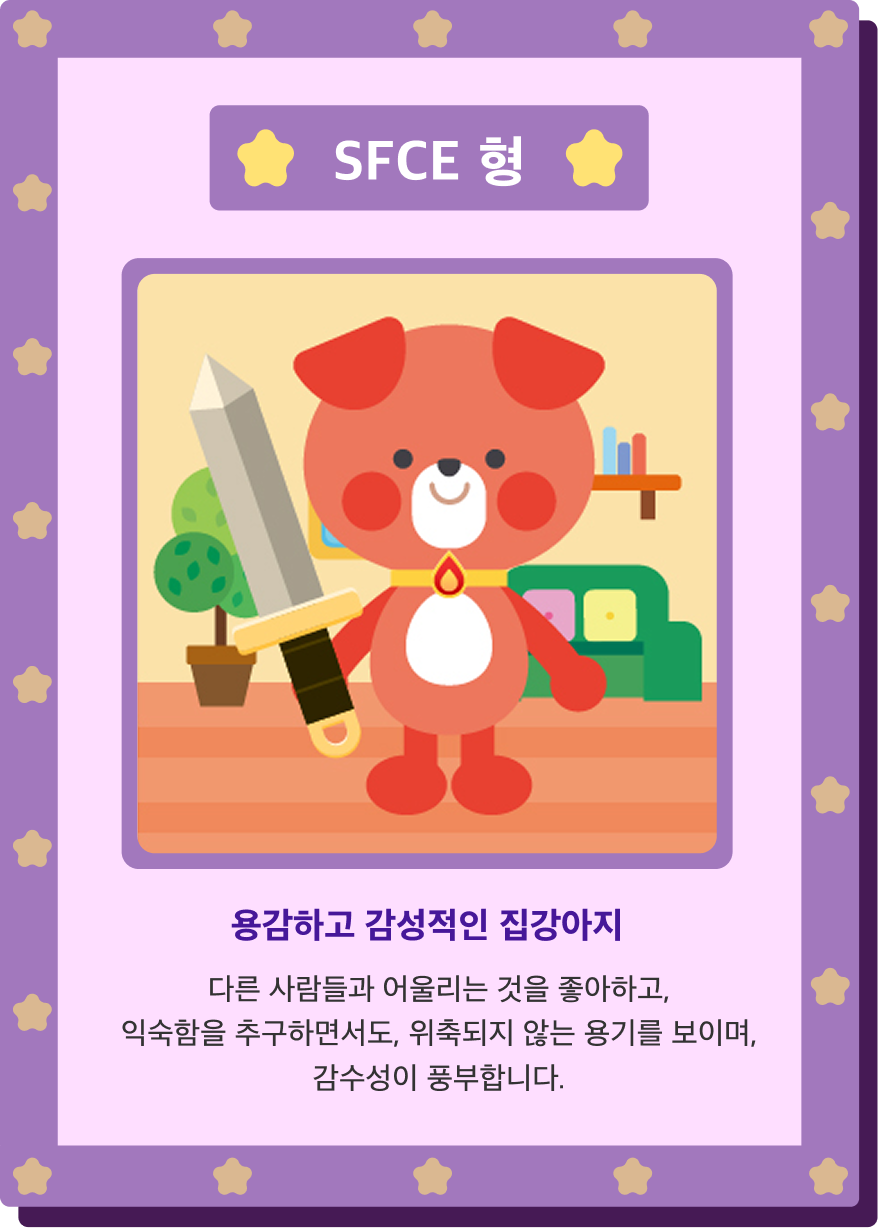 SFCE 형
용감하고 감성적인 집강아지
다른 사람들과 어울리는 것을 좋아하고,
익숙함을 추구하면서도, 위축되지 않는 용기를 보이며,
감수성이 풍부합니다.